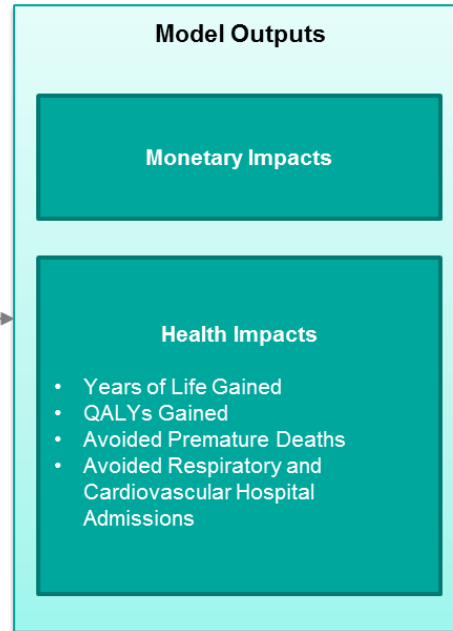 Model Outputs
Monetary Impacts
Health Impacts
• Years of Life Gained
• QALYs Gained
• Avoided Premature Deaths
• Avoided Respiratory and
Cardiovascular Hospital
Admissions